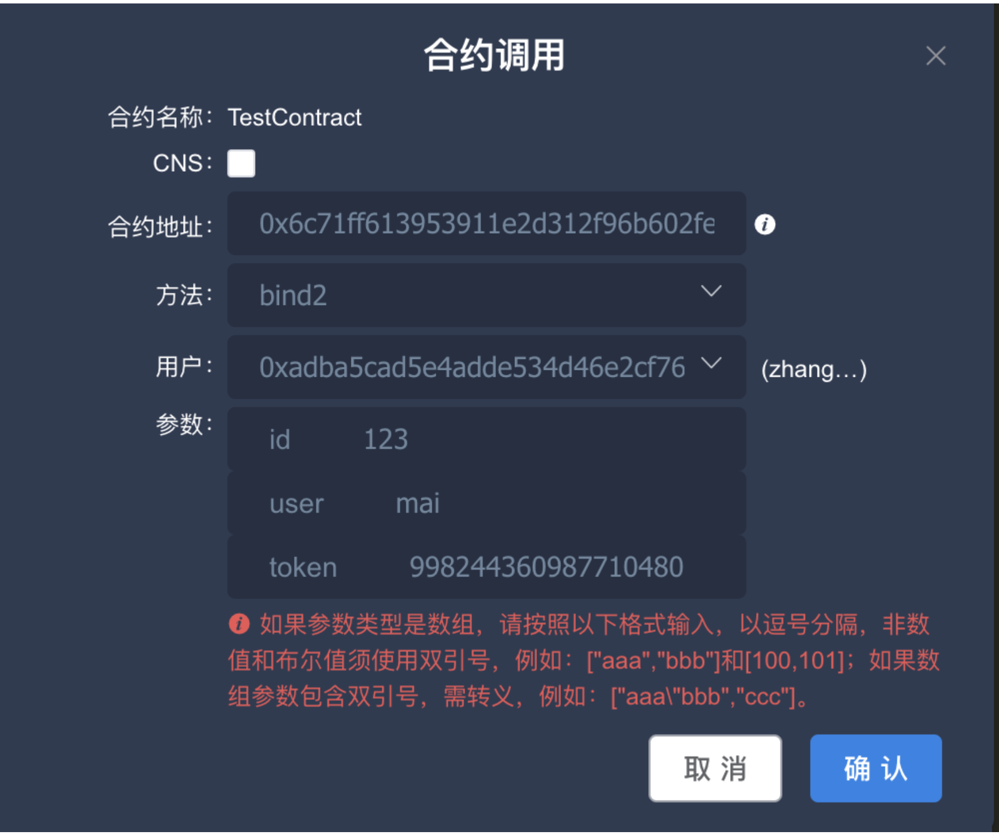 合约调用
合约名称： TestContract
CNS：
合约地址： 0x6c71ff613953911e2d312f96b602fe
方法： bind2
用户： 0xadba5cad5e4adde534d46e2cf76 (zhang...)
参数： id 123
user mai
token 998244360987710480
如果参数类型是数组，请按照以下格式输入，以逗号分隔，非数
值和布尔值须使用双引号，例如：["aaa","bbb"]和[100,101]；如果数
组参数包含双引号，需转义，例如：["aaa\"bbb","ccc"]。
取 消 确 认